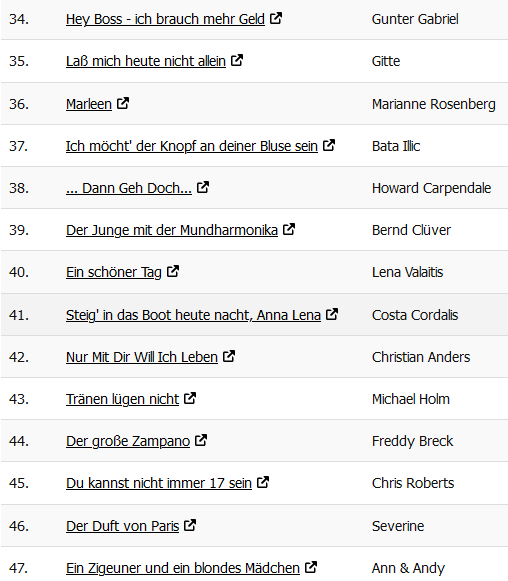 34. Hey Boss - ich brauch mehr Geld Gunter Gabriel
35. Laß mich heute nicht allein Gitte
36. Marleen Marianne Rosenberg
37. Ich möcht' der Knopf an deiner Bluse sein Bata Illic
38. ... Dann Geh Doch... Howard Carpendale
39. Der Junge mit der Mundharmonika Bernd Clüver
40. Ein schöner Tag Lena Valaitis
41. Steig' in das Boot heute nacht, Anna Lena Costa Cordalis
42. Nur Mit Dir Will Ich Leben Christian Anders
43. Tränen lügen nicht Michael Holm
44. Der große Zampano Freddy Breck
45. Du kannst nicht immer 17 sein Chris Roberts
46. Der Duft von Paris Severine
47. Ein Zigeuner und ein blondes Mädchen Ann & Andy